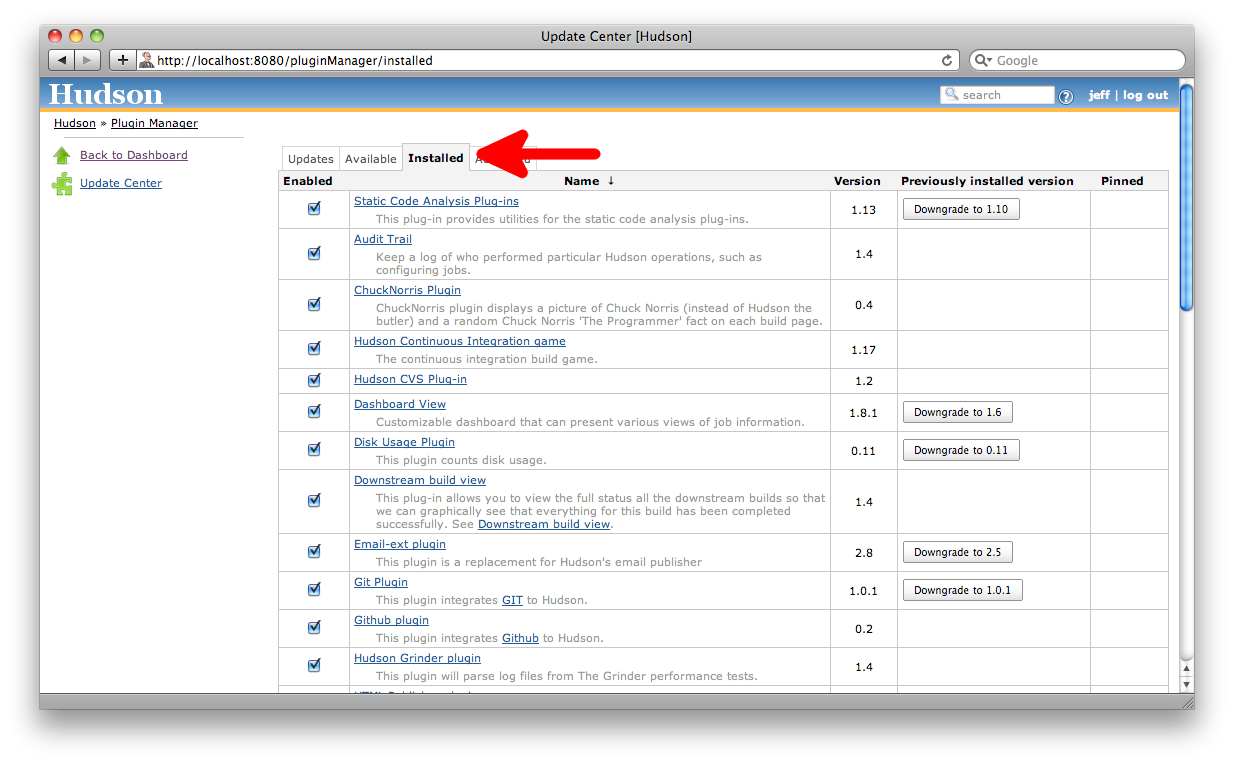 Update Center [Hudson]
http://localhost:8080/pluginManager/installed
Google
Hudson
search
jeff | log out
Hudson » Plugin Manager
Back to Dashboard
Update Center
Updates Available Installed
Enabled Name ↓ Version Previously installed version Pinned
Static Code Analysis Plug-ins
This plug-in provides utilities for the static code analysis plug-ins.
1.13 Downgrade to 1.10
Audit Trail
Keep a log of who performed particular Hudson operations, such as
configuring jobs.
1.4
ChuckNorris Plugin
ChuckNorris plugin displays a picture of Chuck Norris (instead of Hudson the
butler) and a random Chuck Norris 'The Programmer' fact on each build page.
0.4
Hudson Continuous Integration game
The continuous integration build game.
1.17
Hudson CVS Plug-in
1.2
Dashboard View
Customizable dashboard that can present various views of job information.
1.8.1 Downgrade to 1.6
Disk Usage Plugin
This plugin counts disk usage.
0.11 Downgrade to 0.11
Downstream build view
This plug-in allows you to view the full status all the downstream builds so that
we can graphically see that everything for this build has been completed
successfully. See Downstream build view.
1.4
Email-ext plugin
This plugin is a replacement for Hudson's email publisher
2.8 Downgrade to 2.5
Git Plugin
This plugin integrates GIT to Hudson.
1.0.1 Downgrade to 1.0.1
Github plugin
This plugin integrates Github to Hudson.
0.2
Hudson Grinder plugin
This plugin will parse log files from The Grinder performance tests.
1.4